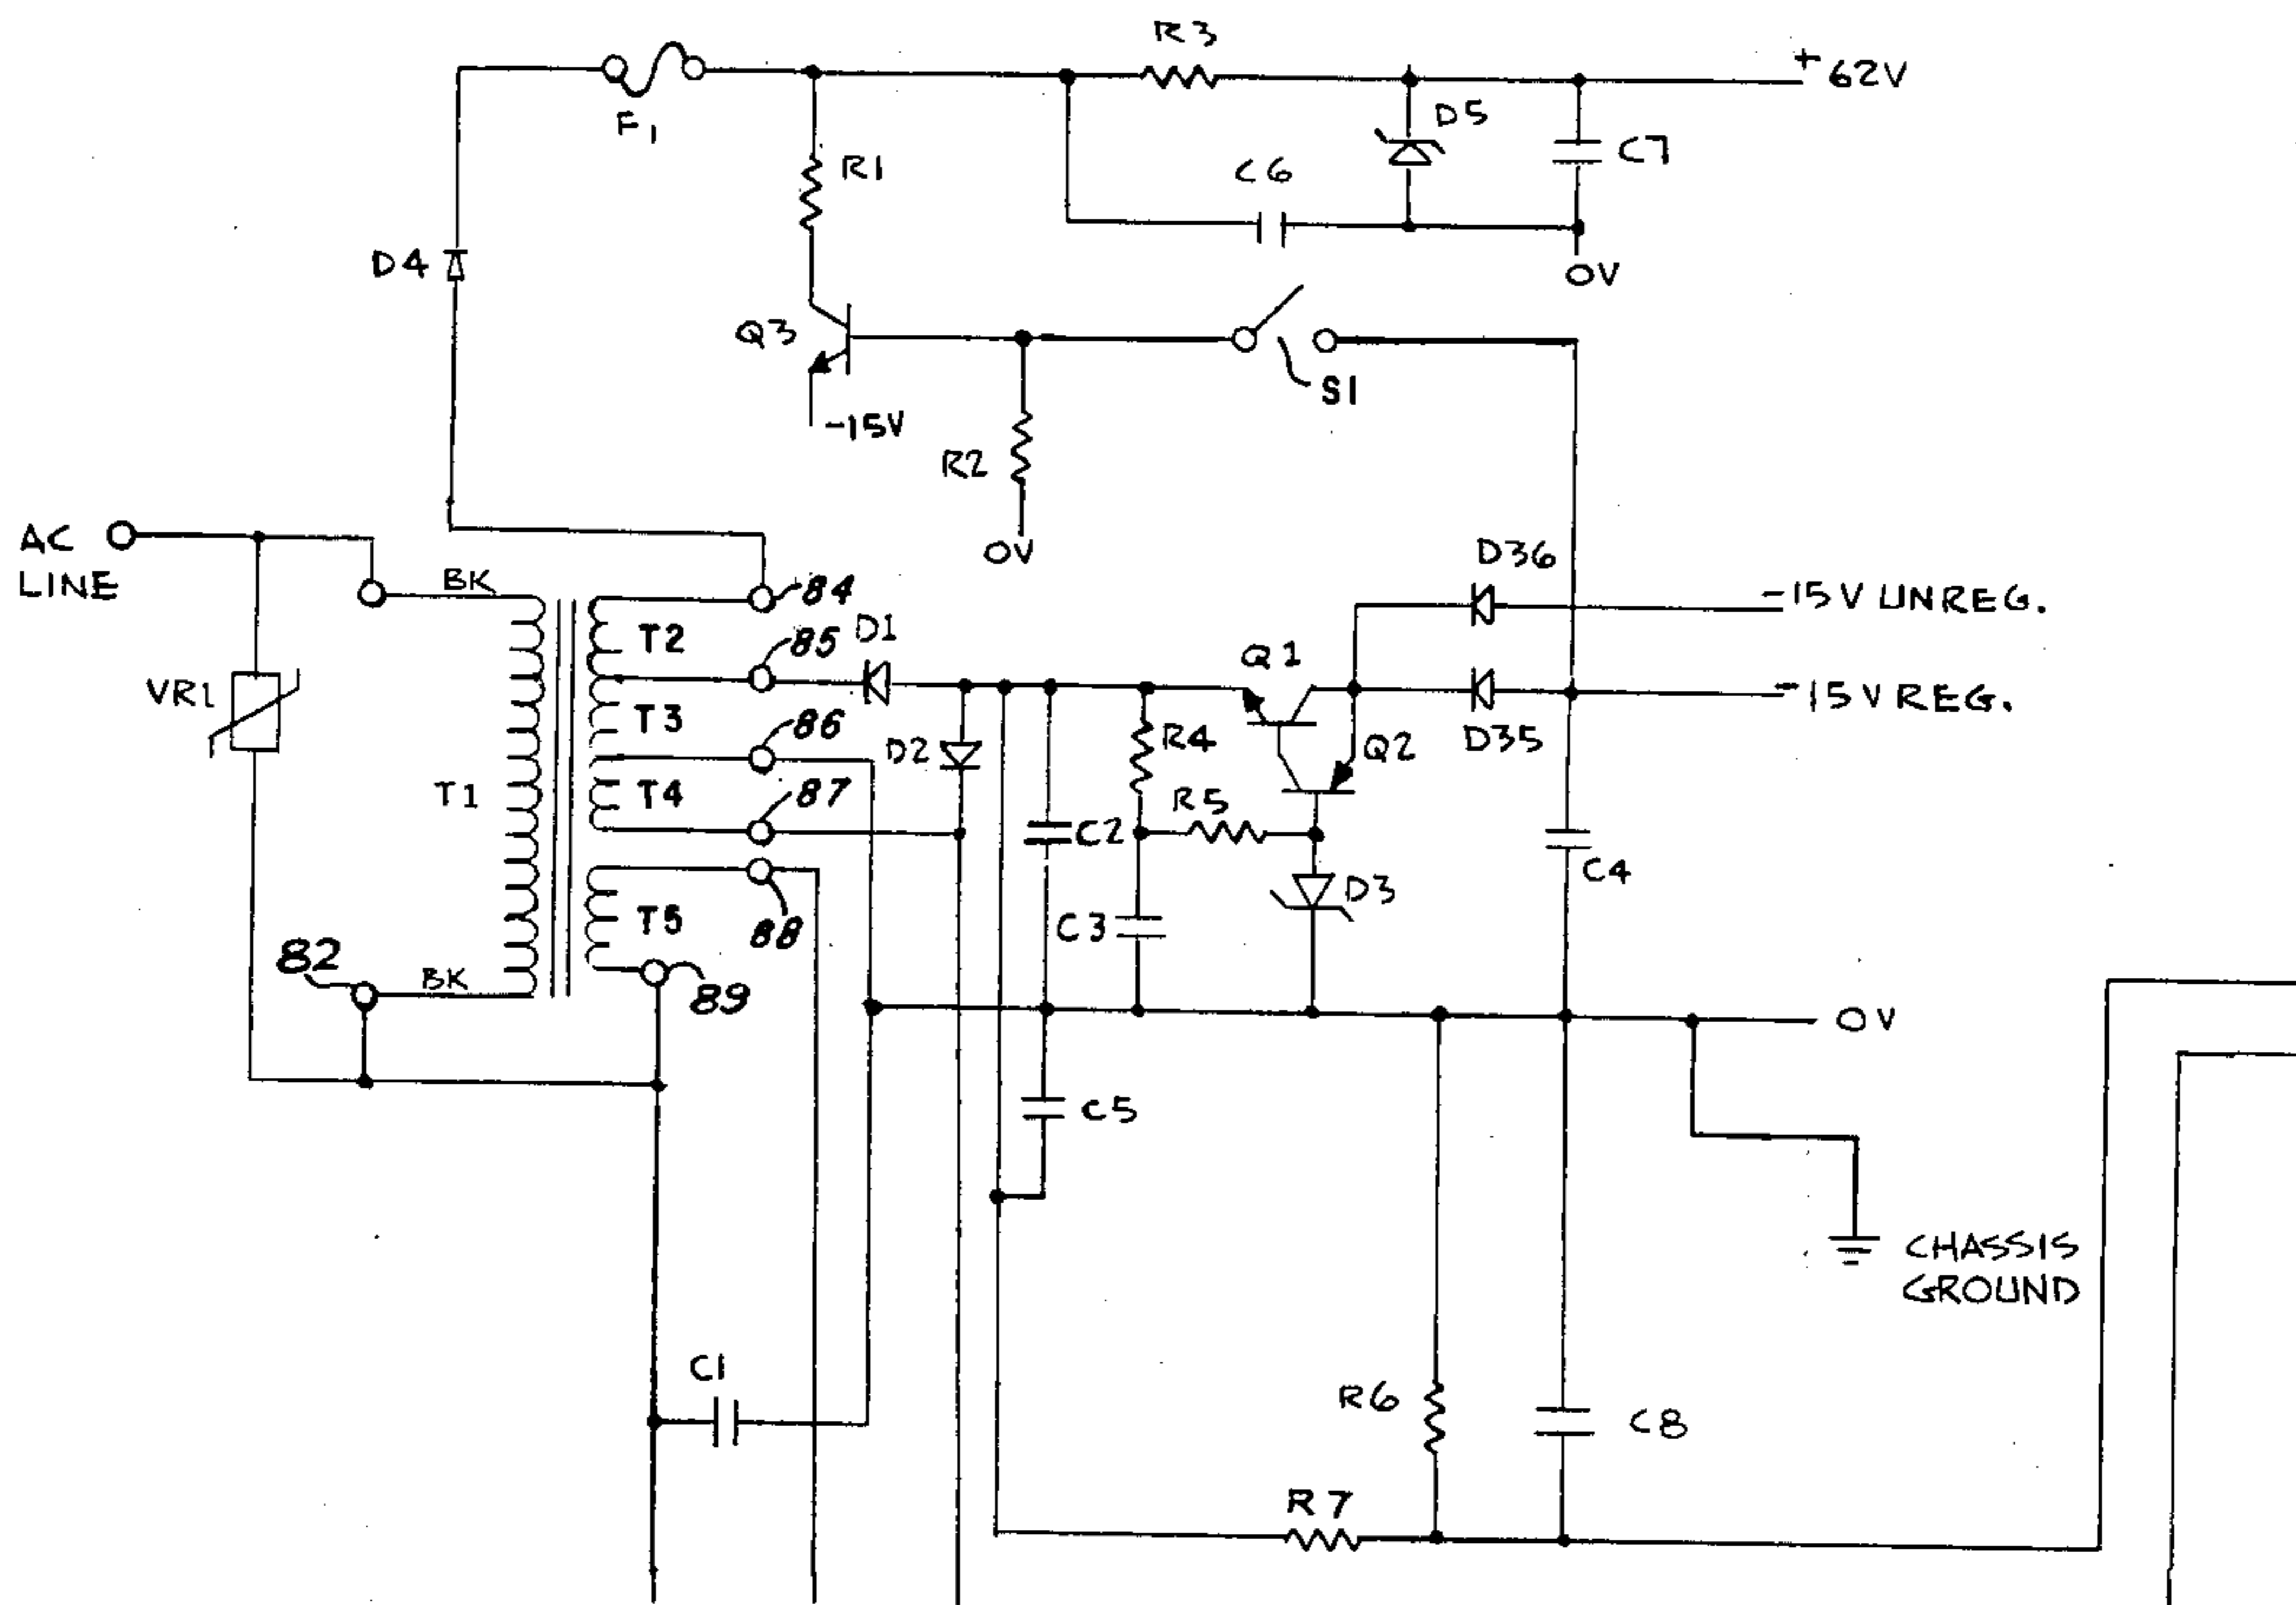 R3
+62V
F1
D5
R1
C7
C6
D4
0V
Q3
S1
-15V
R2
AC
LINE
0V
D36
BK
84
-15V UNREG.
T2
85
D1
Q1
VR1
T3
86
-15V REG.
D2
R4
Q2
D35
T1
T4
87
R5
C2
C4
T5
D3
88
C3
82
BK
89
0V
C5
CHASSIS
GROUND
C1
R6
C8
R7